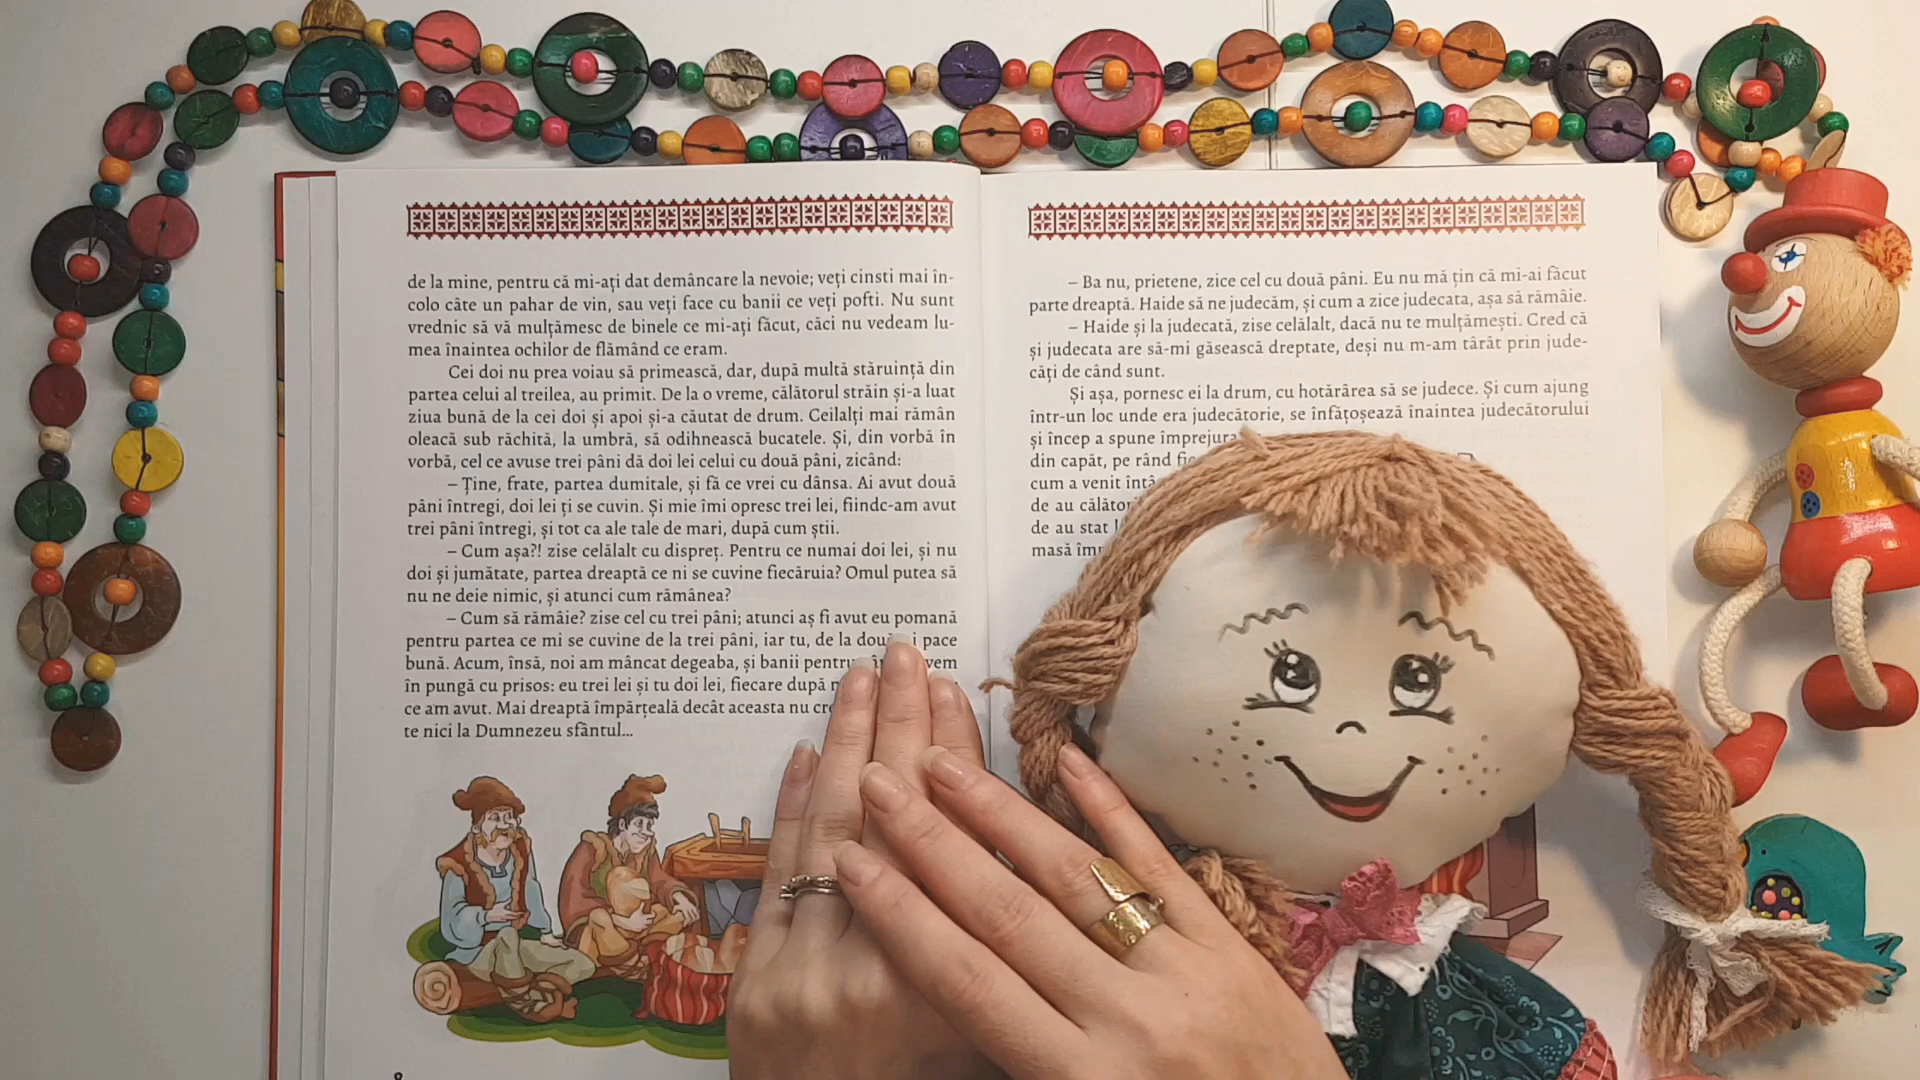 de la mine, pentru că mi-ați dat demâncare la nevoie; veți cinsti mai în-
colo câte un pahar de vin, sau veți face cu banii ce veți pofti. Nu sunt
vrednic să vă mulțămesc de binele ce mi-ați făcut, căci nu vedeam lu-
mea înaintea ochilor de flămând ce eram.
Cei doi nu prea voiau să primească, dar, după multă stăruință din
partea celui al treilea, au primit. De la o vreme, călătorul străin și-a luat
ziua bună de la cei doi și apoi și-a căutat de drum. Ceilalți mai rămân
oleacă sub răchită, la umbră, să odihnească bucatele. Și, din vorbă în
vorbă, cel ce avuse trei pâni dă doi lei celui cu două pâni, zicând:
– Ține, frate, partea dumitale, și fă ce vrei cu dânsa. Ai avut două
pâni întregi, doi lei ți se cuvin. Și mie îmi opresc trei lei, fiindc-am avut
trei pâni întregi, și tot ca ale tale de mari, după cum știi.
– Cum așa?! zise celălalt cu dispreț. Pentru ce numai doi lei, și nu
doi și jumătate, partea dreaptă ce ni se cuvine fiecăruia? Omul putea să
nu ne deie nimic, și atunci cum rămânea?
– Cum să rămâie? zise cel cu trei pâni; atunci aș fi avut eu pomană
pentru partea ce mi se cuvine de la trei pâni, iar tu, de la două pace
bună. Acum, însă, noi am mâncat degeaba, și banii pentru
în pungă cu prisos: eu trei lei și tu doi lei, fiecare după
ce am avut. Mai dreaptă împărțeală decât aceasta nu
te nici la Dumnezeu sfântul...
– Ba nu, prietene, zice cel cu două pâni. Eu nu mă țin că mi-ai făcut
parte dreaptă. Haide să ne judecăm, și cum a zice judecata, așa să rămâie.
– Haide și la judecată, zise celălalt, dacă nu te mulțămești. Cred că
și judecata are să-mi găsească dreptate, deși nu m-am târât prin jude-
căți de când sunt.
Și așa, pornesc ei la drum, cu hotărârea să se judece. Și cum ajung
într-un loc unde era judecătorie, se înfățoșează înaintea judecătorului
și încep a spune
din capăt, pe rând
cum a venit
de au
de au stat
masă